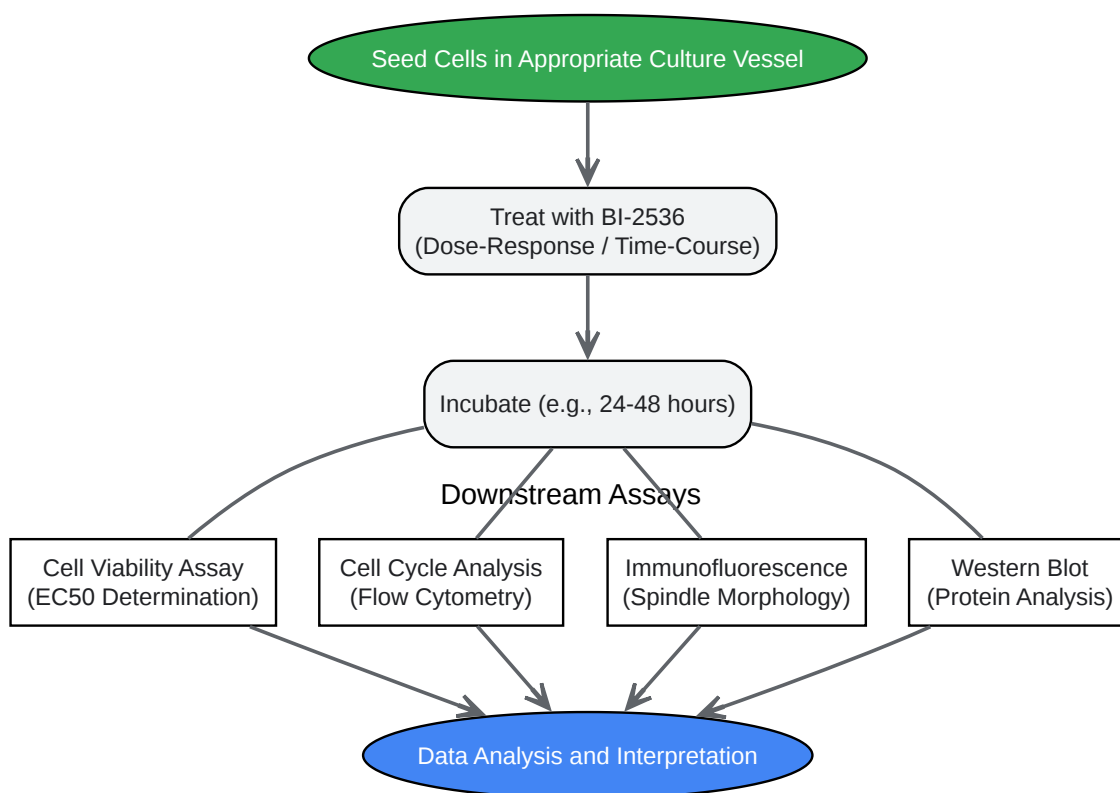 Seed Cells in Appropriate Culture Vessel
Treat with BI-2536
(Dose-Response / Time-Course)
Incubate (e.g., 24-48 hours)
Downstream Assays
Cell Viability Assay
(EC50 Determination)
Cell Cycle Analysis
(Flow Cytometry)
Immunofluorescence
(Spindle Morphology)
Western Blot
(Protein Analysis)
Data Analysis and Interpretation